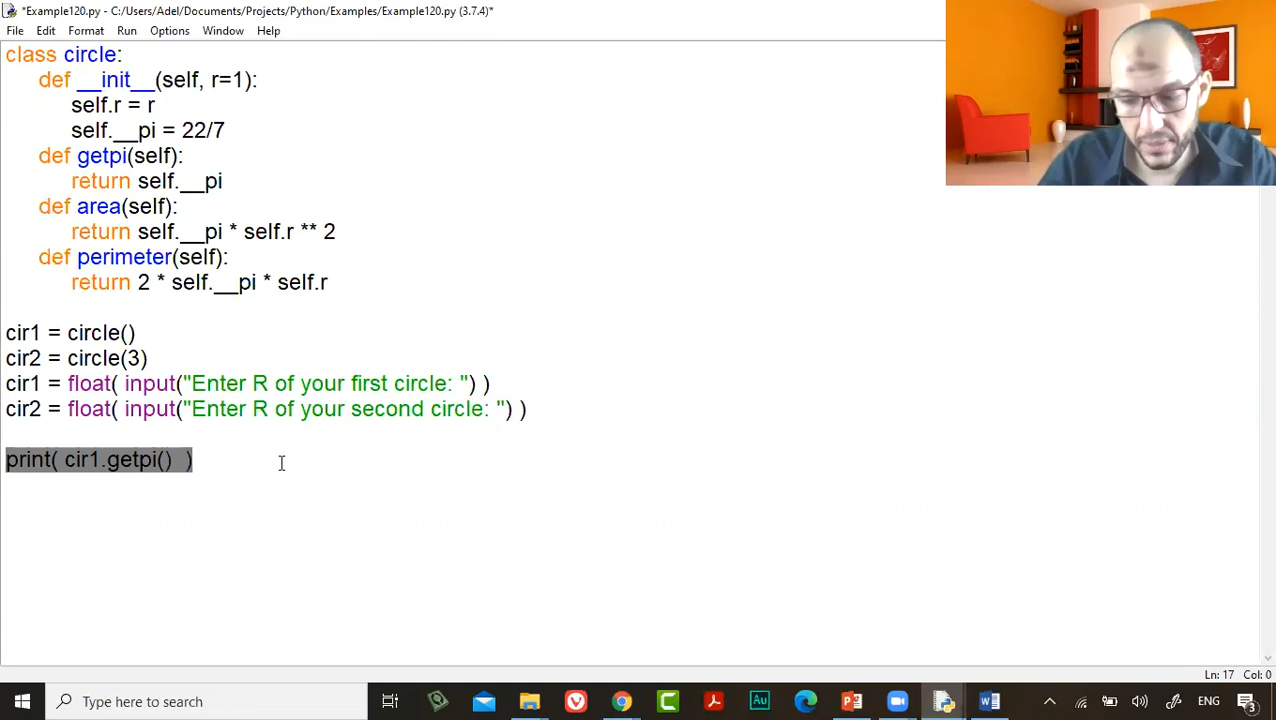 *Example120.py - C:/Users/Adel/Documents/Projects/Python/Examples/Example120.py (3.7.4)*
File Edit Format Run Options Window Help
class circle:
def __init__(self, r=1):
self.r = r
self.__pi = 22/7
def getpi(self):
return self.__pi
def area(self):
return self.__pi * self.r ** 2
def perimeter(self):
return 2 * self.__pi * self.r
cir1 = circle()
cir2 = circle(3)
cir1 = float( input("Enter R of your first circle: ") )
cir2 = float( input("Enter R of your second circle: ") )
print( cir1.getpi()  )
Ln: 17 Col: 0
Type here to search
Au
ENG
3